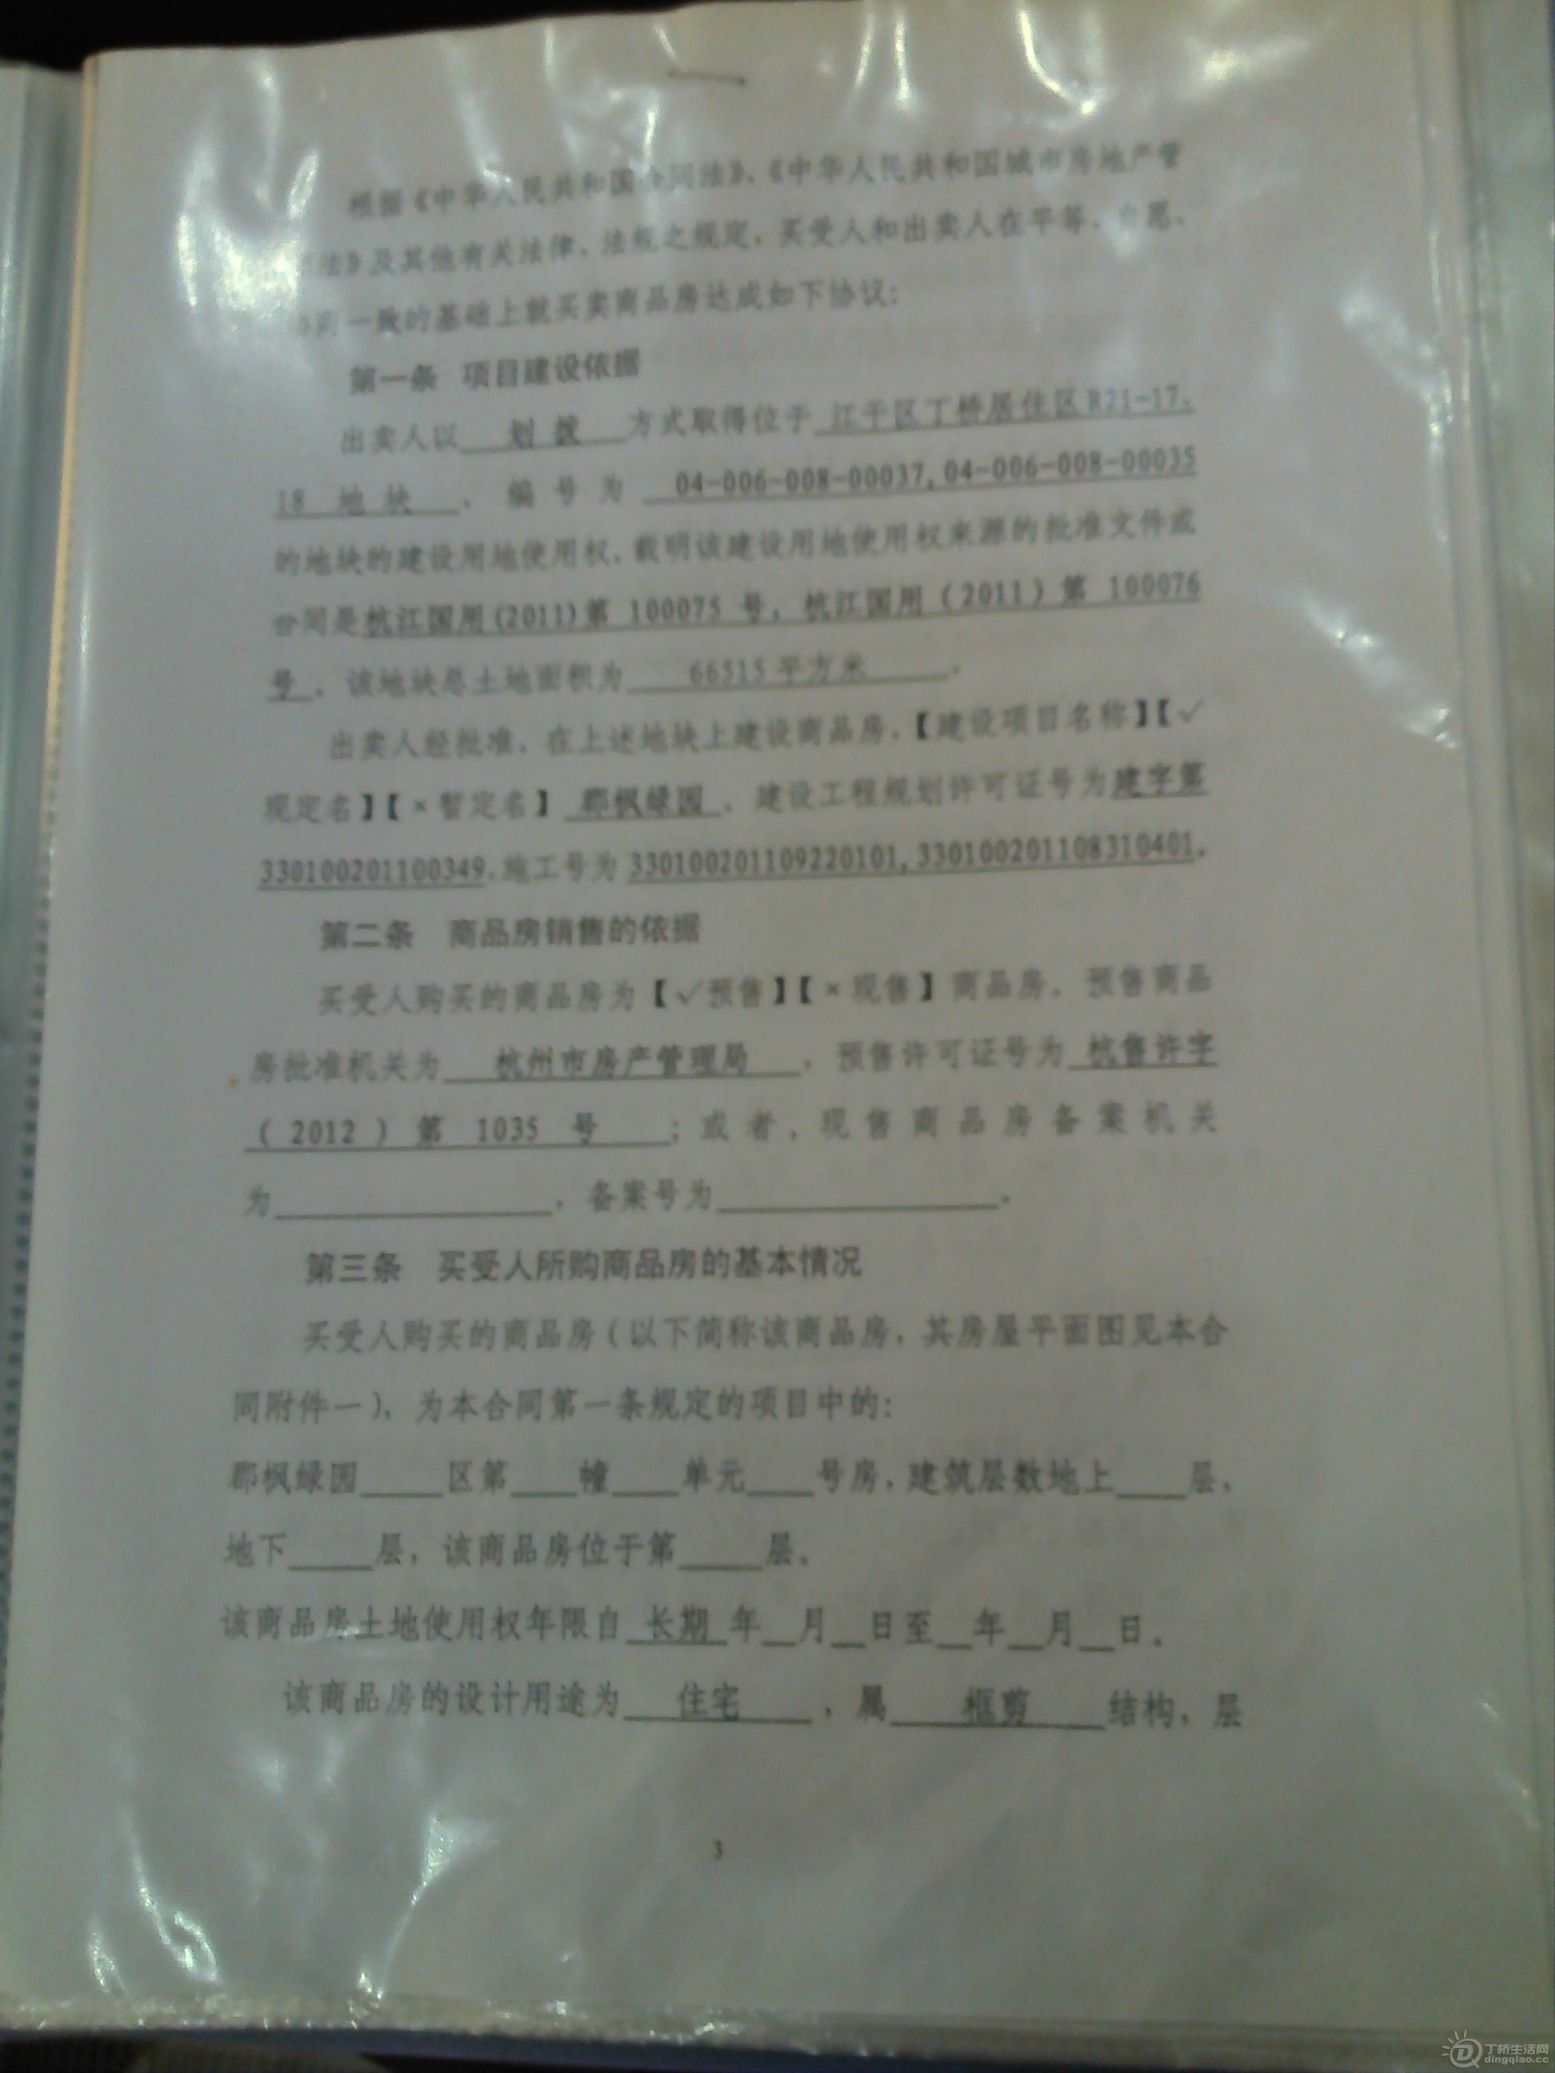 根据《中华人民共和国合同法》、《中华人民共和国城市房地产管
法》及其他有关法律、法规之规定，买受人和出卖人在平等、自愿、
一致的基础上就买卖商品房达成如下协议：
第一条 项目建设依据
出卖人以 划拨 方式取得位于 江干区丁桥居住区R21-17、
18 地块 、编号为 04-006-008-00037,04-006-008-00035
的地块的建设用地使用权，载明该建设用地使用权来源的批准文件或
合同是杭江国用(2011)第 100075 号，杭江国用（2011）第 100076
号，该地块总土地面积为 66515平方米 。
出卖人经批准，在上述地块上建设商品房，【建设项目名称】【√
现定名】【×暂定名】 郡枫绿园 ，建设工程规划许可证号为建字第
330100201100349，施工号为 330100201109220101,330100201108310401。
第二条 商品房销售的依据
买受人购买的商品房为【√预售】【×现售】商品房，预售商品
房批准机关为 杭州市房产管理局 ，预售许可证号为 杭售许字
（2012）第 1035 号 ；或者，现售商品房备案机关
为____，备案号为____。
第三条 买受人所购商品房的基本情况
买受人购买的商品房（以下简称该商品房，其房屋平面图见本合
同附件一），为本合同第一条规定的项目中的：
郡枫绿园____区第____幢____单元____号房，建筑层数地上____层，
地下____层，该商品房位于第____层。
该商品房土地使用权年限自 长期 年__月__日至__年__月__日。
该商品房的设计用途为 住宅 ，属 框剪 结构，层
3
丁桥生活网
dingqiao.cc